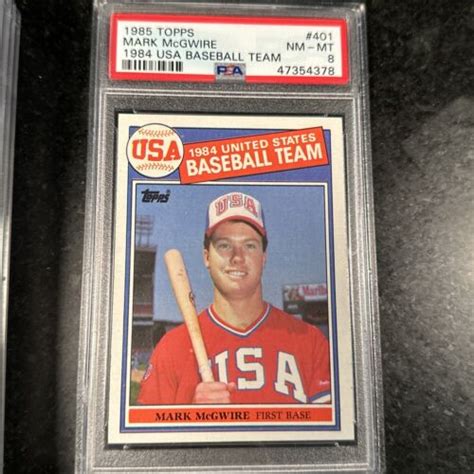 1985 TOPPS #401
MARK McGWIRE NM-MT
1984 USA BASEBALL TEAM 8
PSA 47354378
USA
1984 UNITED STATES
BASEBALL TEAM
Topps
USA
USA
MARK McGWIRE FIRST BASE